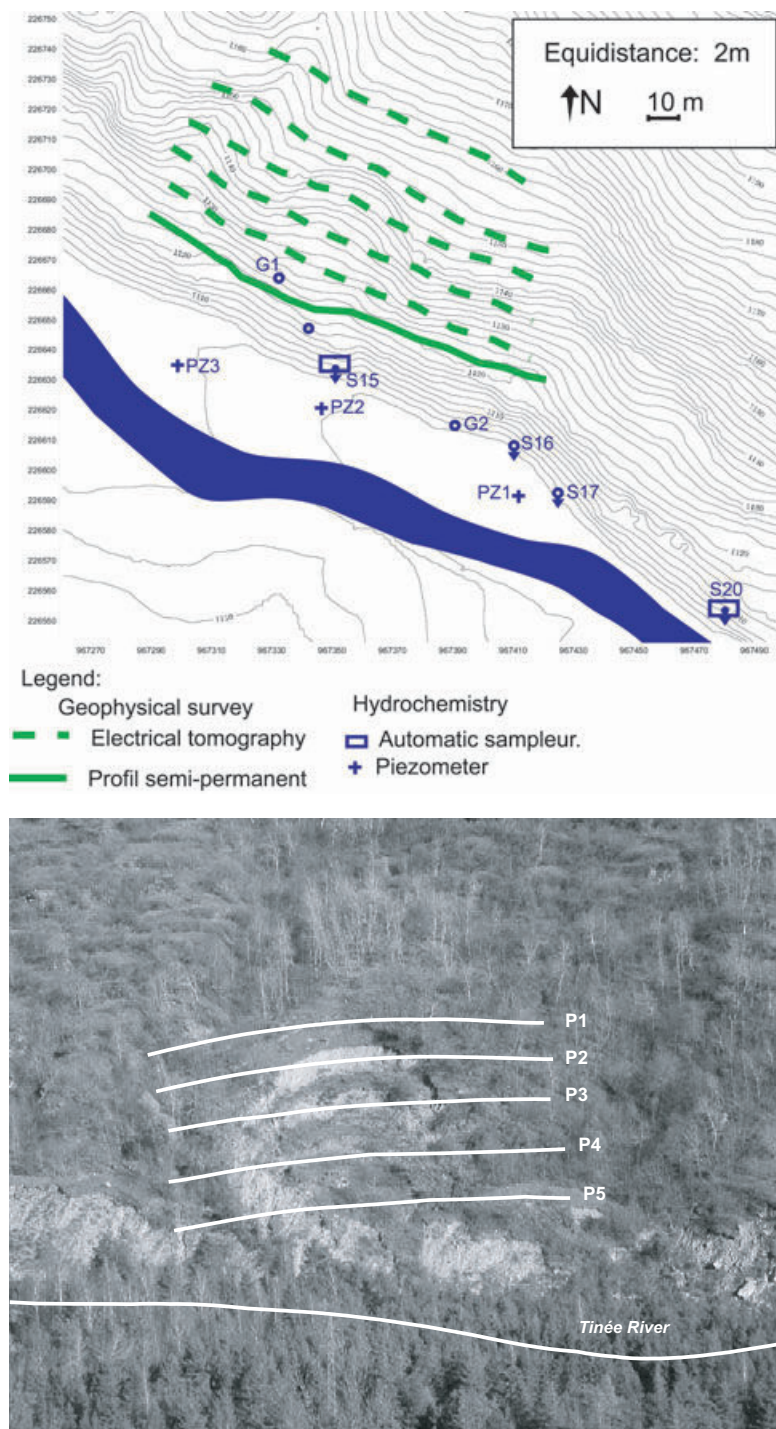 226750
226740
226730
226720
226710
226700
226690
226680
226670
226660
226650
226640
226630
226620
226610
226600
226590
226580
226570
226560
226550
Equidistance: 2m
N 10 m
G1
PZ3
S15
PZ2
G2
S16
PZ1
S17
S20
967270 967290 967310 967330 967350 967370 967390 967410 967430 967450 967470 967490
Legend:
Geophysical survey
Electrical tomography
Profil semi-permanent
Hydrochemistry
Automatic sampleur.
Piezometer
P1
P2
P3
P4
P5
Tinée River